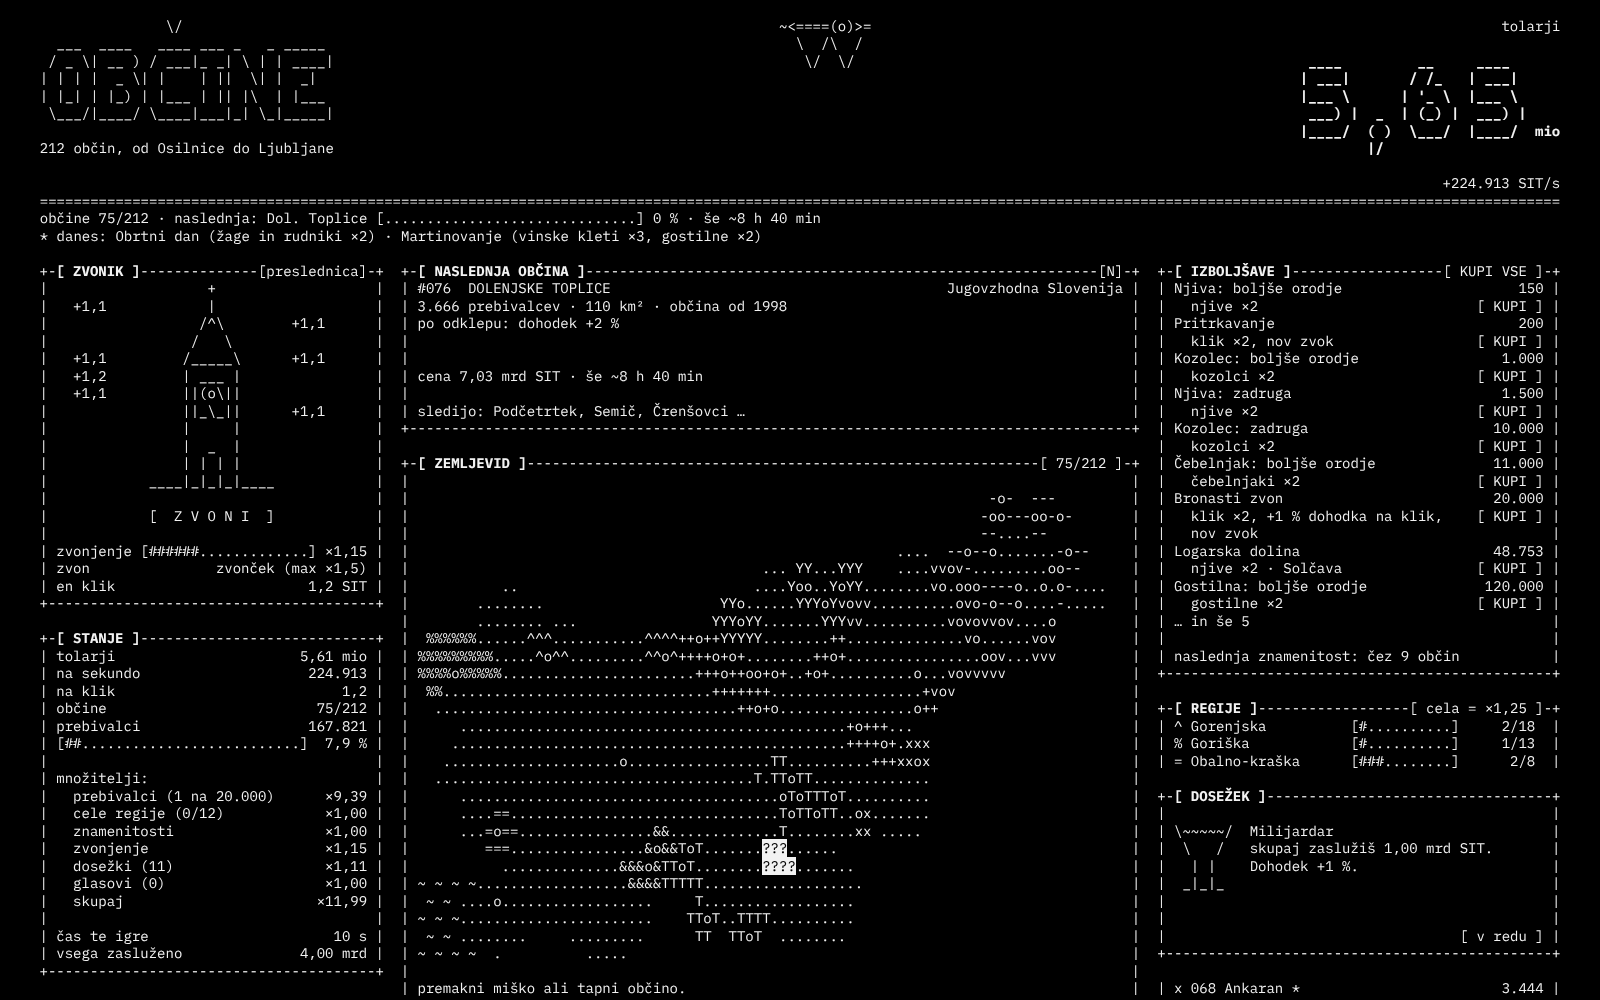 OBČINE
tolarji
5,65 mio
212 občin, od Osilnice do Ljubljane
+224.913 SIT/s
občine 75/212 · naslednja: Dol. Toplice [..............................] 0 % · še ~8 h 40 min
* danes: Obrtni dan (žage in rudniki ×2) · Martinovanje (vinske kleti ×3, gostilne ×2)
[ ZVONIK ] [preslednica]
+1,1
+1,1
+1,1 +1,1
+1,2
+1,1
+1,1
[ Z V O N I ]
zvonjenje [######.............] ×1,15
zvon zvonček (max ×1,5)
en klik 1,2 SIT
[ STANJE ]
tolarji 5,61 mio
na sekundo 224.913
na klik 1,2
občine 75/212
prebivalci 167.821
[##..........................] 7,9 %
množitelji:
prebivalci (1 na 20.000) ×9,39
cele regije (0/12) ×1,00
znamenitosti ×1,00
zvonjenje ×1,15
dosežki (11) ×1,11
glasovi (0) ×1,00
skupaj ×11,99
čas te igre 10 s
vsega zasluženo 4,00 mrd
[ NASLEDNJA OBČINA ] [N]
#076 DOLENJSKE TOPLICE Jugovzhodna Slovenija
3.666 prebivalcev · 110 km² · občina od 1998
po odklepu: dohodek +2 %
cena 7,03 mrd SIT · še ~8 h 40 min
sledijo: Podčetrtek, Semič, Črenšovci …
[ ZEMLJEVID ] [ 75/212 ]
premakni miško ali tapni občino.
[ IZBOLJŠAVE ] [ KUPI VSE ]
Njiva: boljše orodje 150
njive ×2 [ KUPI ]
Pritrkavanje 200
klik ×2, nov zvok [ KUPI ]
Kozolec: boljše orodje 1.000
kozolci ×2 [ KUPI ]
Njiva: zadruga 1.500
njive ×2 [ KUPI ]
Kozolec: zadruga 10.000
kozolci ×2 [ KUPI ]
Čebelnjak: boljše orodje 11.000
čebelnjaki ×2 [ KUPI ]
Bronasti zvon 20.000
klik ×2, +1 % dohodka na klik, [ KUPI ]
nov zvok
Logarska dolina 48.753
njive ×2 · Solčava [ KUPI ]
Gostilna: boljše orodje 120.000
gostilne ×2 [ KUPI ]
… in še 5
naslednja znamenitost: čez 9 občin
[ REGIJE ] [ cela = ×1,25 ]
^ Gorenjska [#..........] 2/18
% Goriška [#..........] 1/13
= Obalno-kraška [###........] 2/8
[ DOSEŽEK ]
Milijardar
skupaj zaslužiš 1,00 mrd SIT.
Dohodek +1 %.
[ v redu ]
x 068 Ankaran * 3.444